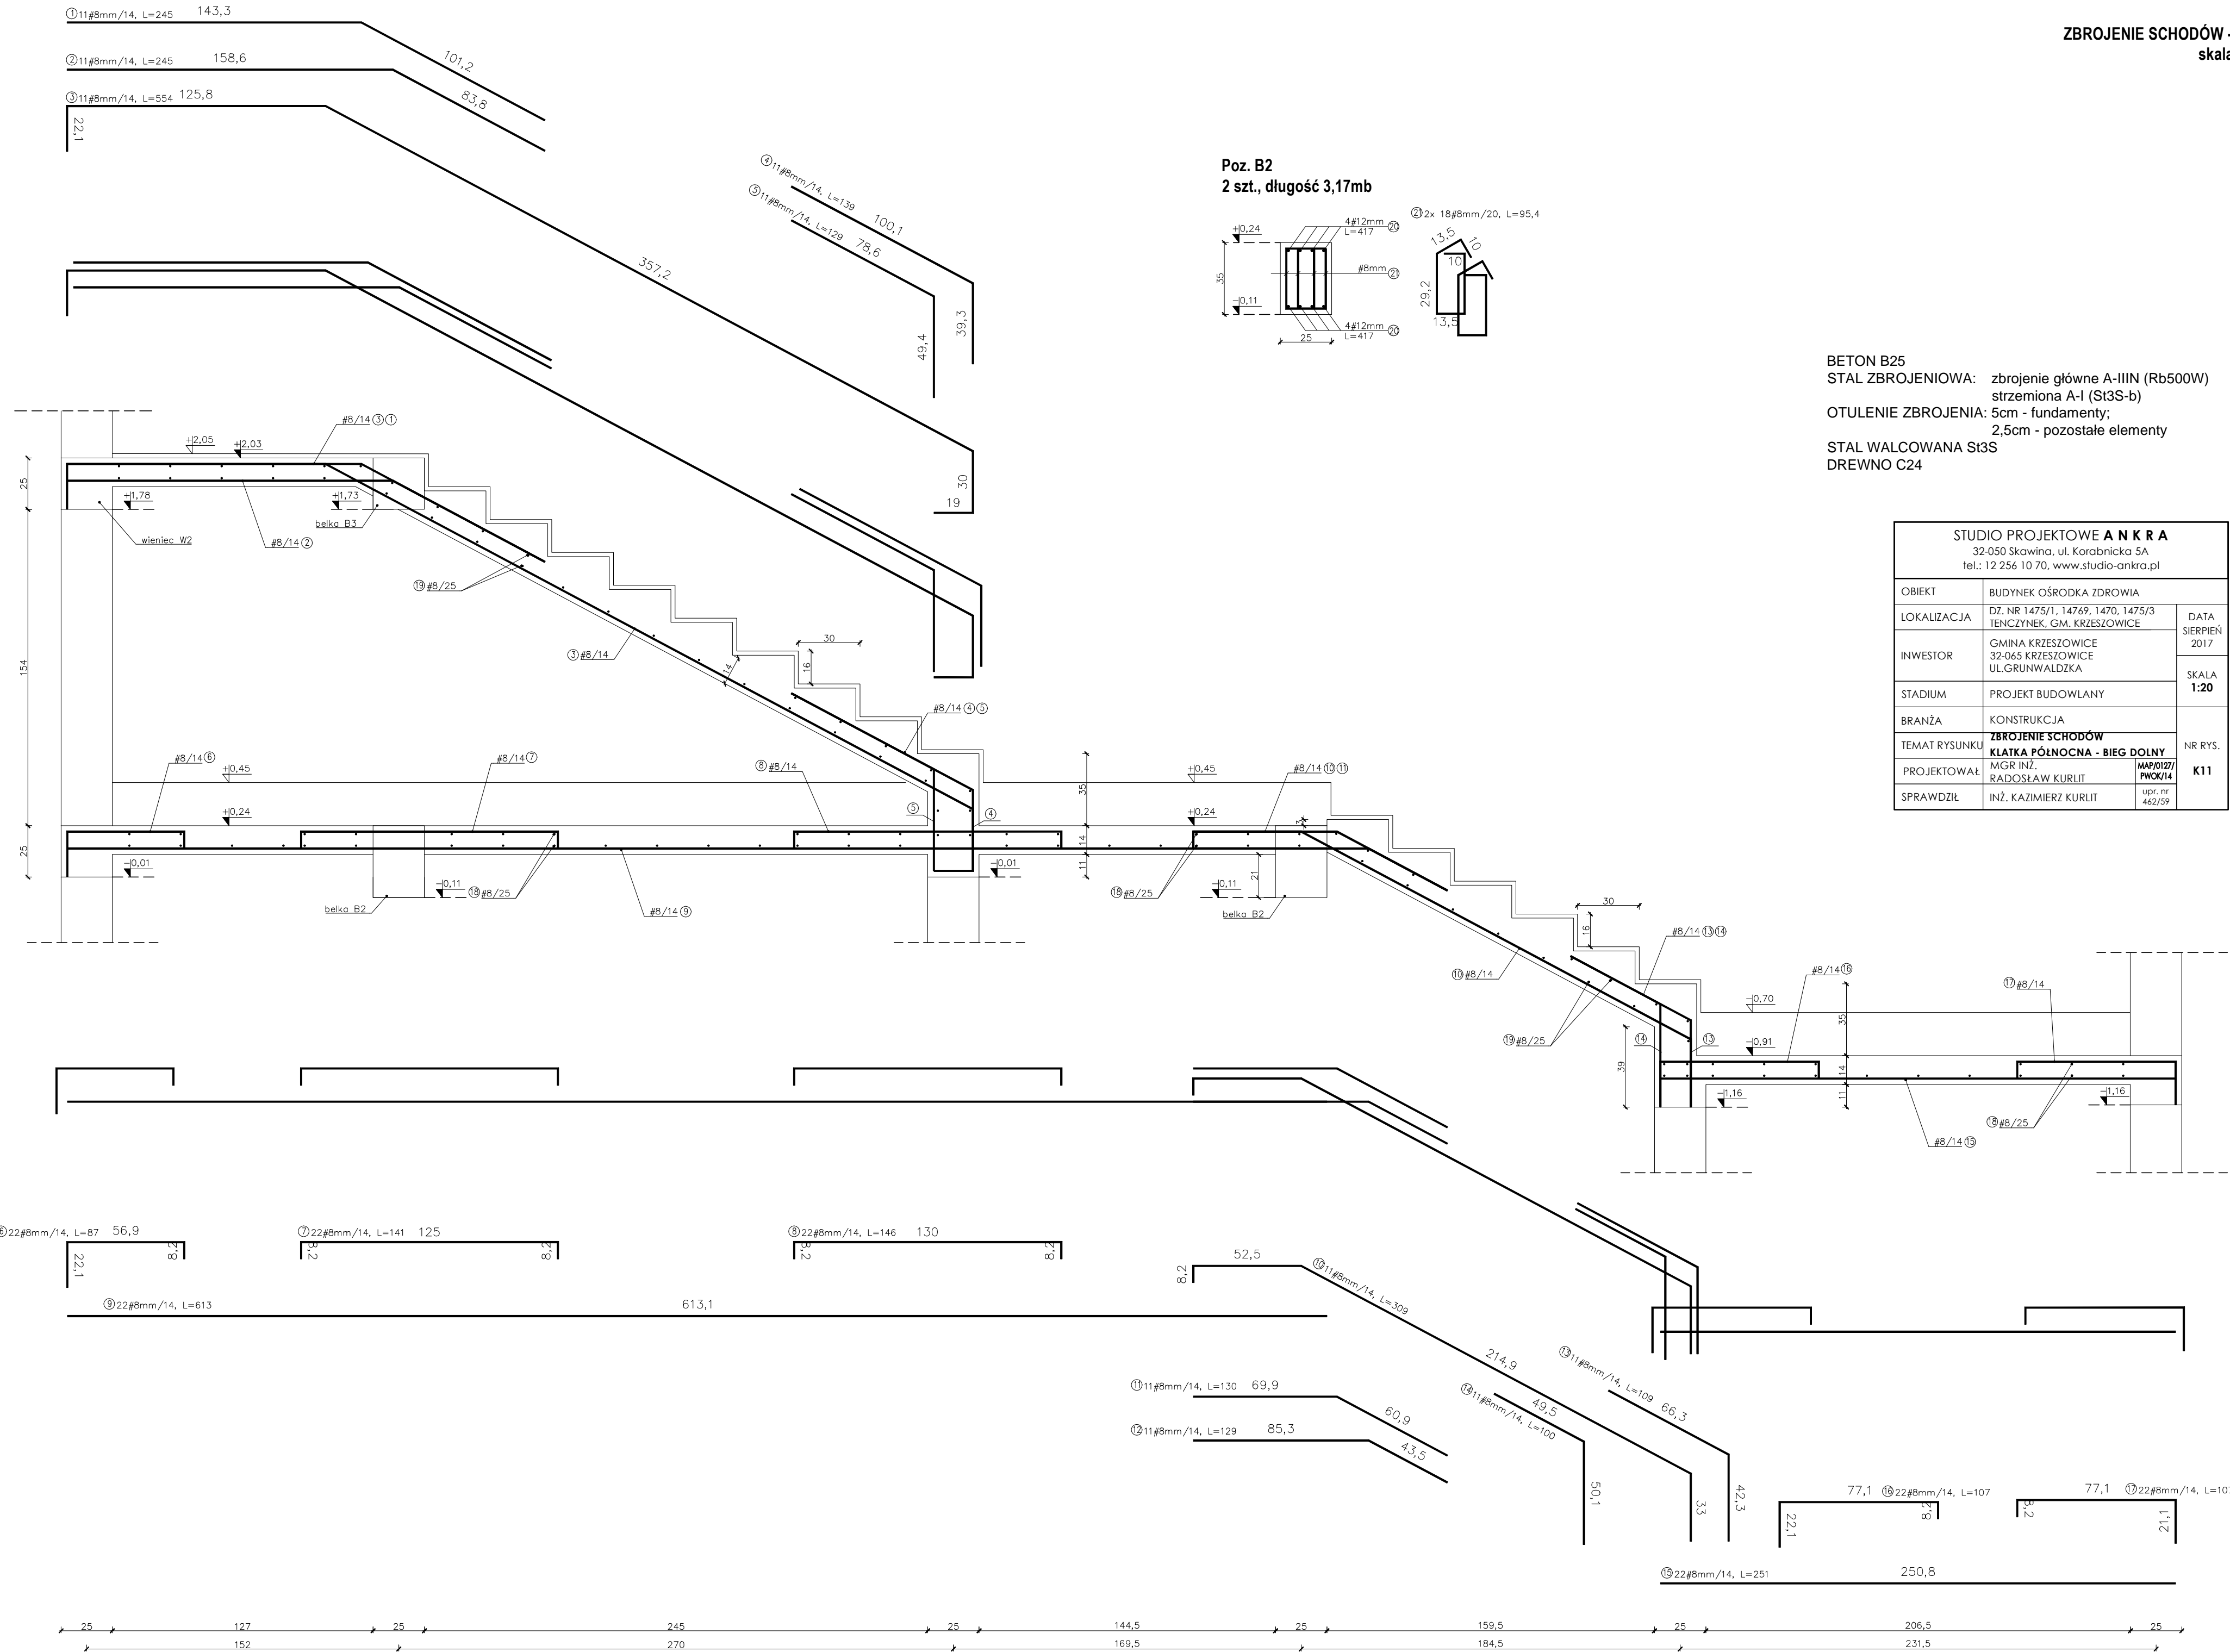 ZBROJENIE SCHODÓW -
skala
①11#8mm/14, L=245 143,3
101,2
②11#8mm/14, L=245 158,6
83,8
③11#8mm/14, L=554 125,8
22,1
357,2
30
19
④11#8mm/14, L=139 100,1
39,3
⑤11#8mm/14, L=129 78,6
49,4
Poz. B2
2 szt., długość 3,17mb
+0,24
35
-0,11
25
4#12mm ⑳
L=417
#8mm ㉑
4#12mm ⑳
L=417
㉑2x 18#8mm/20, L=95,4
13,5
10
10
29,2
13,5
BETON B25
STAL ZBROJENIOWA: zbrojenie główne A-IIIN (Rb500W)
strzemiona A-I (St3S-b)
OTULENIE ZBROJENIA: 5cm - fundamenty;
2,5cm - pozostałe elementy
STAL WALCOWANA St3S
DREWNO C24
STUDIO PROJEKTOWE A N K R A
32-050 Skawina, ul. Korabnicka 5A
tel.: 12 256 10 70, www.studio-ankra.pl
OBIEKT BUDYNEK OŚRODKA ZDROWIA
LOKALIZACJA DZ. NR 1475/1, 14769, 1470, 1475/3
TENCZYNEK, GM. KRZESZOWICE
DATA
SIERPIEŃ
2017
INWESTOR GMINA KRZESZOWICE
32-065 KRZESZOWICE
UL.GRUNWALDZKA
SKALA
1:20
STADIUM PROJEKT BUDOWLANY
BRANŻA KONSTRUKCJA
TEMAT RYSUNKU ZBROJENIE SCHODÓW
KLATKA PÓŁNOCNA - BIEG DOLNY
NR RYS.
K11
PROJEKTOWAŁ MGR INŻ.
RADOSŁAW KURLIT
MAP/0127/
PWOK/14
SPRAWDZIŁ INŻ. KAZIMIERZ KURLIT
upr. nr
462/59
#8/14 ③①
+2,05
+2,03
25
+1,78
+1,73
belka B3
wieniec W2
#8/14 ②
⑲ #8/25
154
③ #8/14
14
30
16
#8/14 ④⑤
#8/14 ⑥
+0,45
#8/14 ⑦
⑧ #8/14
+0,45
#8/14 ⑩⑪
35
+0,24
⑤
④
+0,24
3
25
14
11
-0,01
-0,01
-0,11
-0,11
21
belka B2
⑱ #8/25
#8/14 ⑨
⑱ #8/25
belka B2
30
16
#8/14 ⑬⑭
⑩ #8/14
#8/14 ⑯
⑰ #8/14
-0,70
35
⑲ #8/25
⑭
⑬
-0,91
39
14
11
-1,16
-1,16
⑱ #8/25
#8/14 ⑮
⑥22#8mm/14, L=87 56,9
22,1
8,2
⑦22#8mm/14, L=141 125
8,2
8,2
⑧22#8mm/14, L=146 130
8,2
8,2
⑨22#8mm/14, L=613 613,1
8,2
52,5
⑩11#8mm/14, L=309
214,9
33
⑪11#8mm/14, L=130 69,9
60,9
⑫11#8mm/14, L=129 85,3
43,5
⑬11#8mm/14, L=109 66,3
42,3
⑭11#8mm/14, L=100
49,5
50,1
77,1 ⑯22#8mm/14, L=107
22,1
8,2
77,1 ⑰22#8mm/14, L=107
8,2
21,1
⑮22#8mm/14, L=251 250,8
25 127 25 245 25 144,5 25 159,5 25 206,5 25
152 270 169,5 184,5 231,5